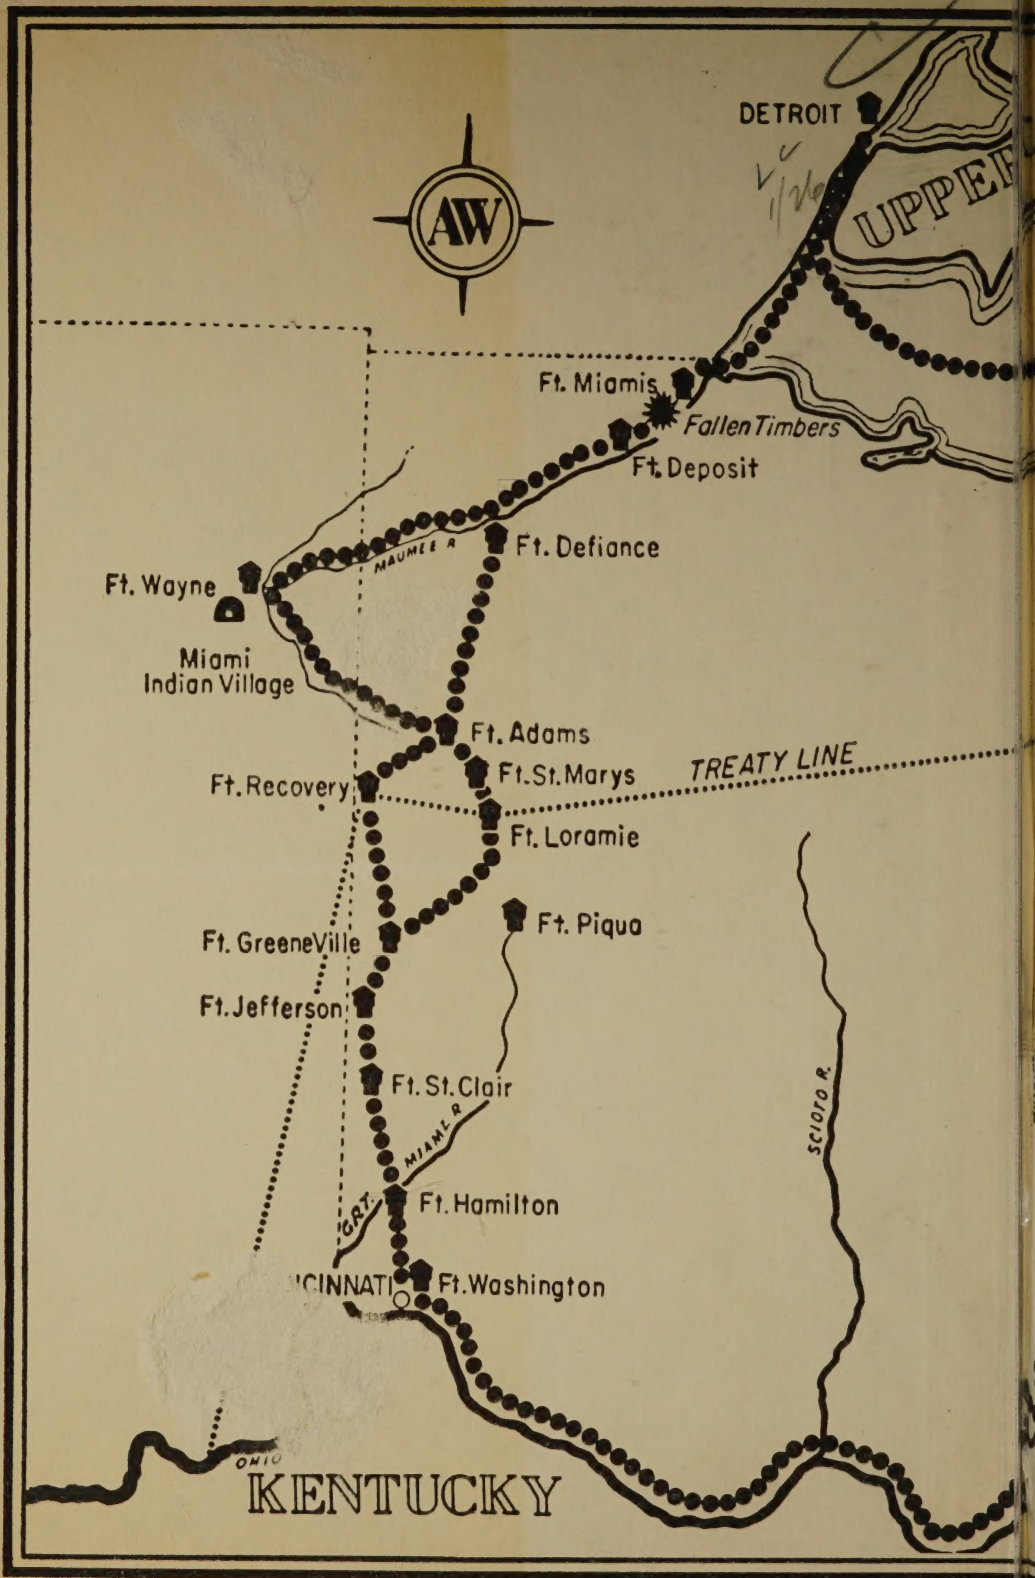 DETROIT
1/26
UPPER
AW
Ft. Miamis
Fallen Timbers
Ft. Deposit
MAUMEE R
Ft. Defiance
Ft. Wayne
Miami
Indian Village
Ft. Adams
Ft. Recovery
Ft. St. Marys
TREATY LINE
Ft. Loramie
Ft. Piqua
Ft. GreeneVille
Ft. Jefferson
Ft. St. Clair
SCIOTO R.
GRT. MIAMI R
Ft. Hamilton
CINNATI
Ft. Washington
OHIO
KENTUCKY